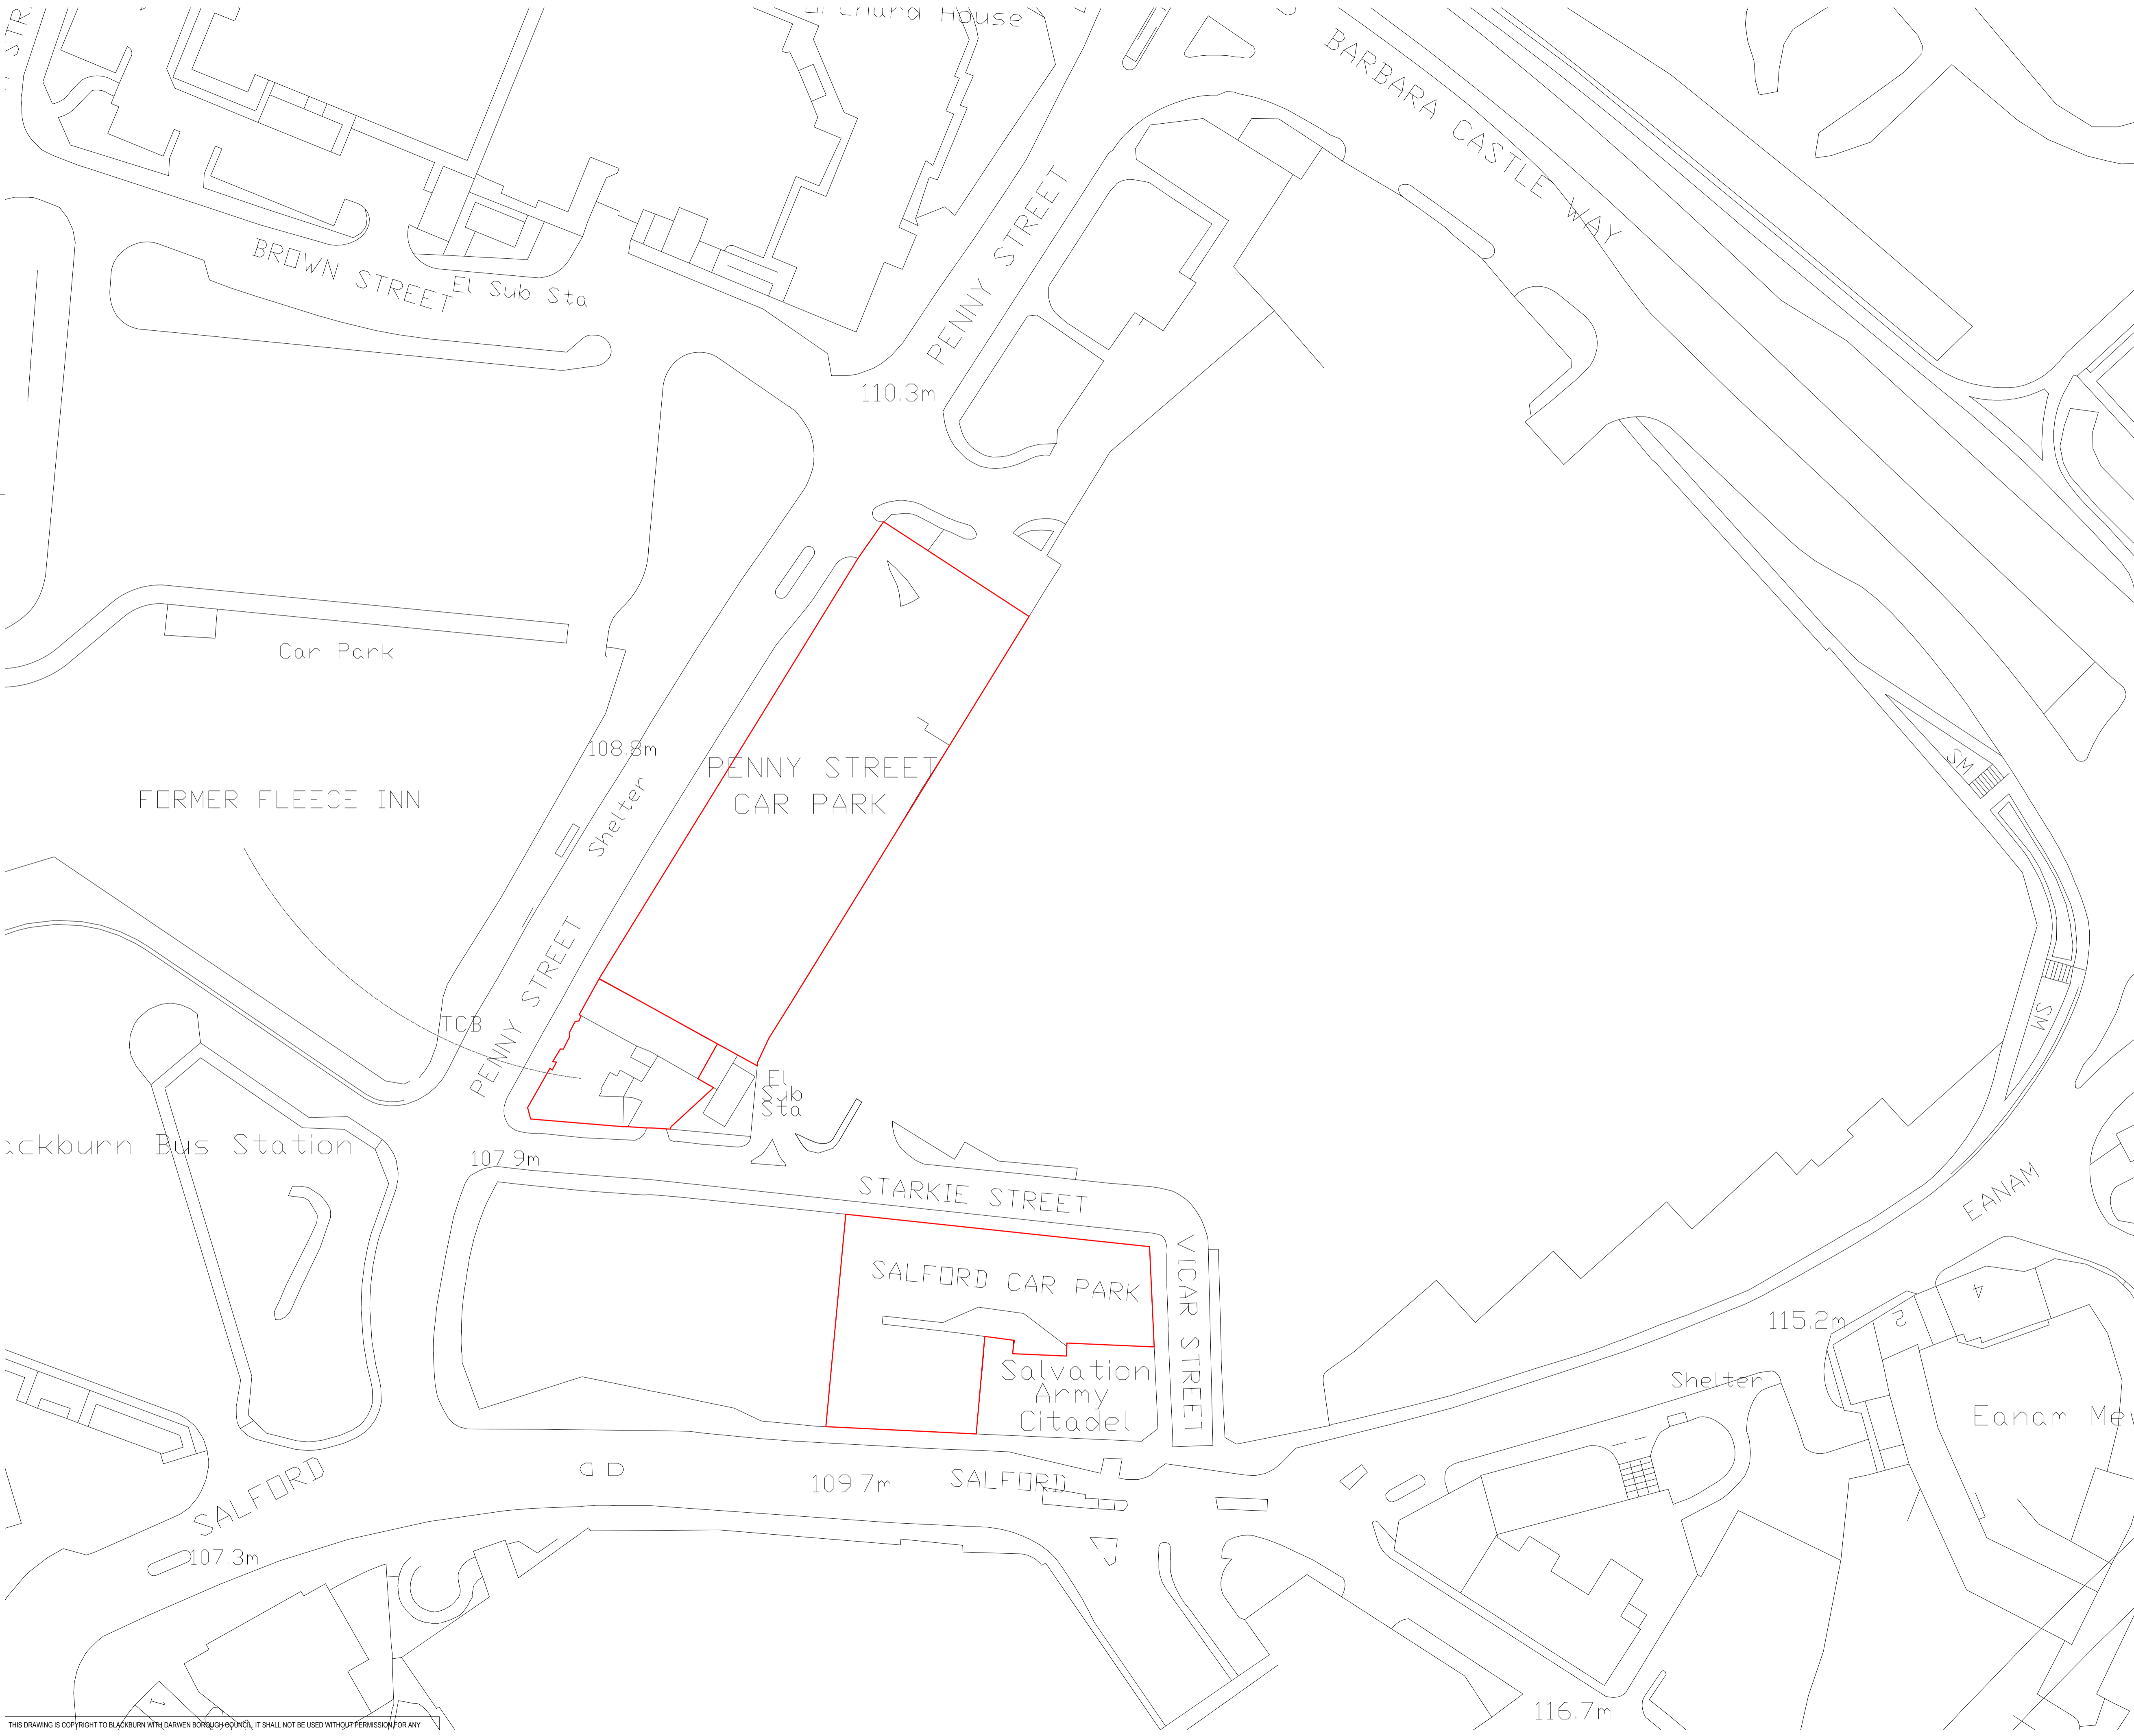 BARBARA CASTLE WAY
PENNY STREET
BROWN STREET
El Sub Sta
110.3m
Car Park
108.8m
PENNY STREET
CAR PARK
FORMER FLEECE INN
Shelter
SM
PENNY STREET
TCB
SM
El
Sub
Sta
ackburn Bus Station
107.9m
STARKIE STREET
EANAM
SALFORD CAR PARK
VICAR STREET
115.2m
4
2
Salvation
Army
Citadel
Shelter
Eanam Mew
SALFORD
109.7m
SALFORD
107.3m
1
116.7m
THIS DRAWING IS COPYRIGHT TO BLACKBURN WITH DARWEN BOROUGH COUNCIL, IT SHALL NOT BE USED WITHOUT PERMISSION FOR ANY